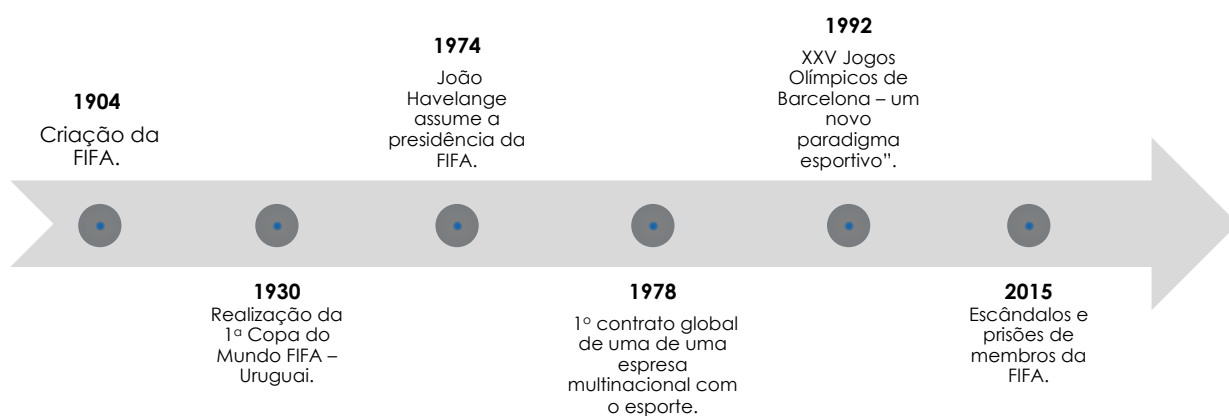 1904
Criação da
FIFA.
1930
Realização da
1ª Copa do
Mundo FIFA –
Uruguai.
1974
João
Havelange
assume a
presidência da
FIFA.
1978
1º contrato global
de uma de uma
espresa
multinacional com
o esporte.
1992
XXV Jogos
Olímpicos de
Barcelona – um
novo
paradigma
esportivo”.
2015
Escândalos e
prisões de
membros da
FIFA.